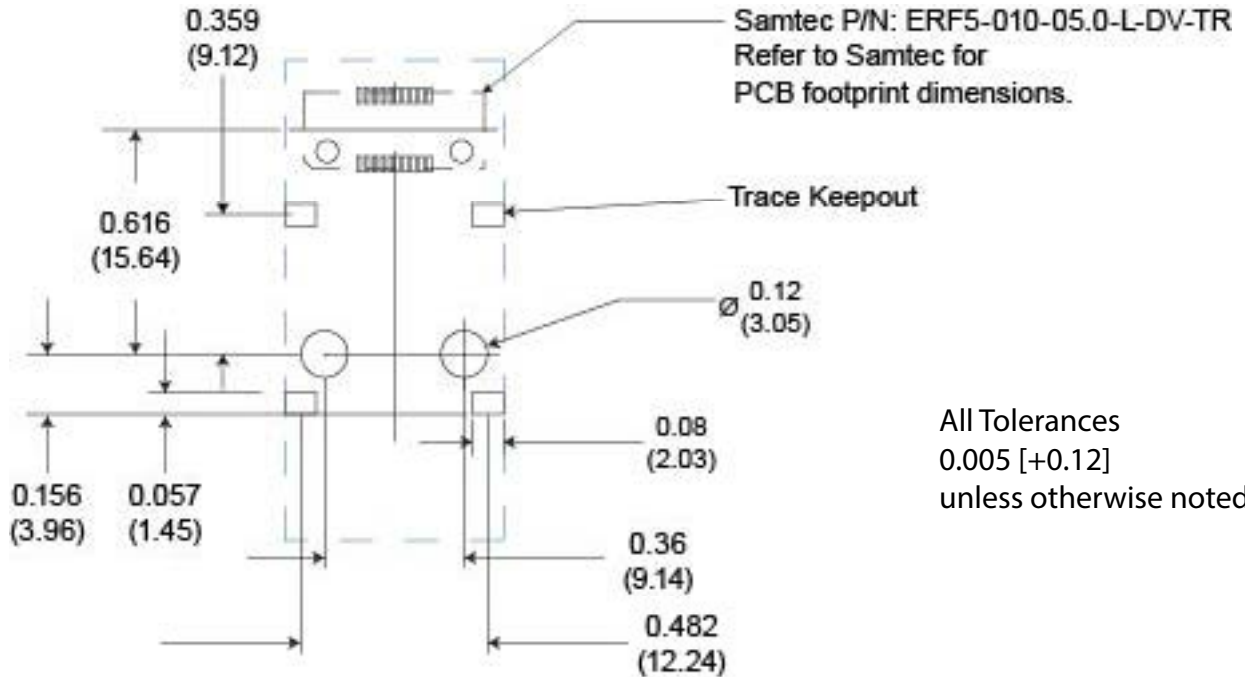 0.359
(9.12)
Samtec P/N: ERF5-010-05.0-L-DV-TR
Refer to Samtec for
PCB footprint dimensions.
Trace Keepout
0.616
(15.64)
Ø 0.12
(3.05)
0.08
(2.03)
All Tolerances
0.005 [+0.12]
unless otherwise noted
0.156
(3.96)
0.057
(1.45)
0.36
(9.14)
0.482
(12.24)